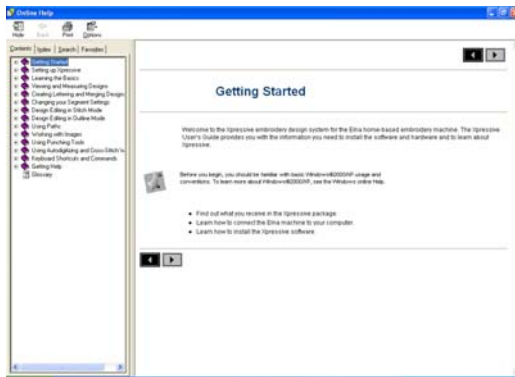 Online Help
Hide Back Print Options
Contents Index Search Favorites
Getting Started
Setting up Xpressive
Learning the Basics
Viewing and Measuring Designs
Creating Lettering and Merging Designs
Changing your Segment Settings
Design Editing in Stitch Mode
Design Editing in Outline Mode
Using Paths
Working with Images
Using Punching Tools
Using Autodigitizing and Cross-Stitch
Keyboard Shortcuts and Commands
Getting Help
Glossary
Getting Started
Welcome to the Xpressive embroidery design system for the Elna home-based embroidery machine. The Xpressive
User's Guide provides you with the information you need to install the software and hardware and to learn about
Xpressive.
Before you begin, you should be familiar with basic Windows®2000/XP usage and
conventions. To learn more about Windows®2000/XP, see the Windows online Help.
• Find out what you receive in the Xpressive package.
• Learn how to connect the Elna machine to your computer.
• Learn how to install the Xpressive software.